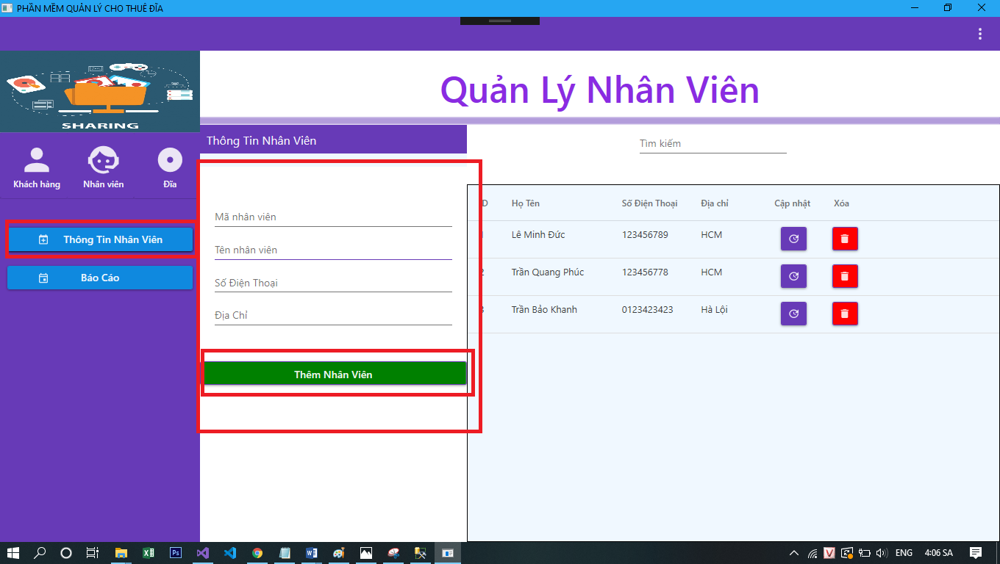 PHẦN MỀM QUẢN LÝ CHO THUÊ ĐĨA
SHARING
Quản Lý Nhân Viên
Khách hàng Nhân viên Đĩa
Thông Tin Nhân Viên
Báo Cáo
Thông Tin Nhân Viên
Mã nhân viên
Tên nhân viên
Số Điện Thoại
Địa Chỉ
Thêm Nhân Viên
Tìm kiếm
D Họ Tên Số Điện Thoại Địa chỉ Cập nhật Xóa
1 Lê Minh Đức 123456789 HCM
2 Trần Quang Phúc 123456778 HCM
3 Trần Bảo Khanh 0123423423 Hà Lội
Ps
V
ENG
4:06 SA